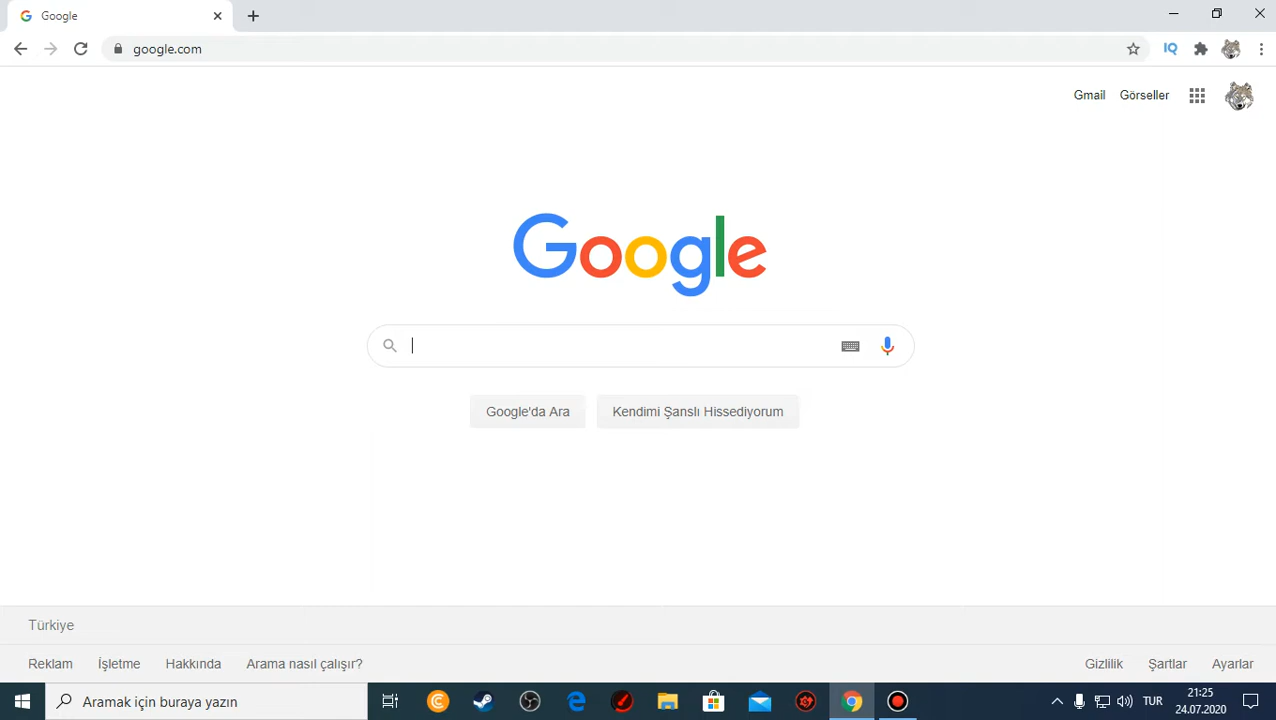 Google
google.com
IQ
Gmail Görseller
Google
Google'da Ara Kendimi Şanslı Hissediyorum
Türkiye
Reklam İşletme Hakkında Arama nasıl çalışır? Gizlilik Şartlar Ayarlar
Aramak için buraya yazın TUR 21:25
24.07.2020